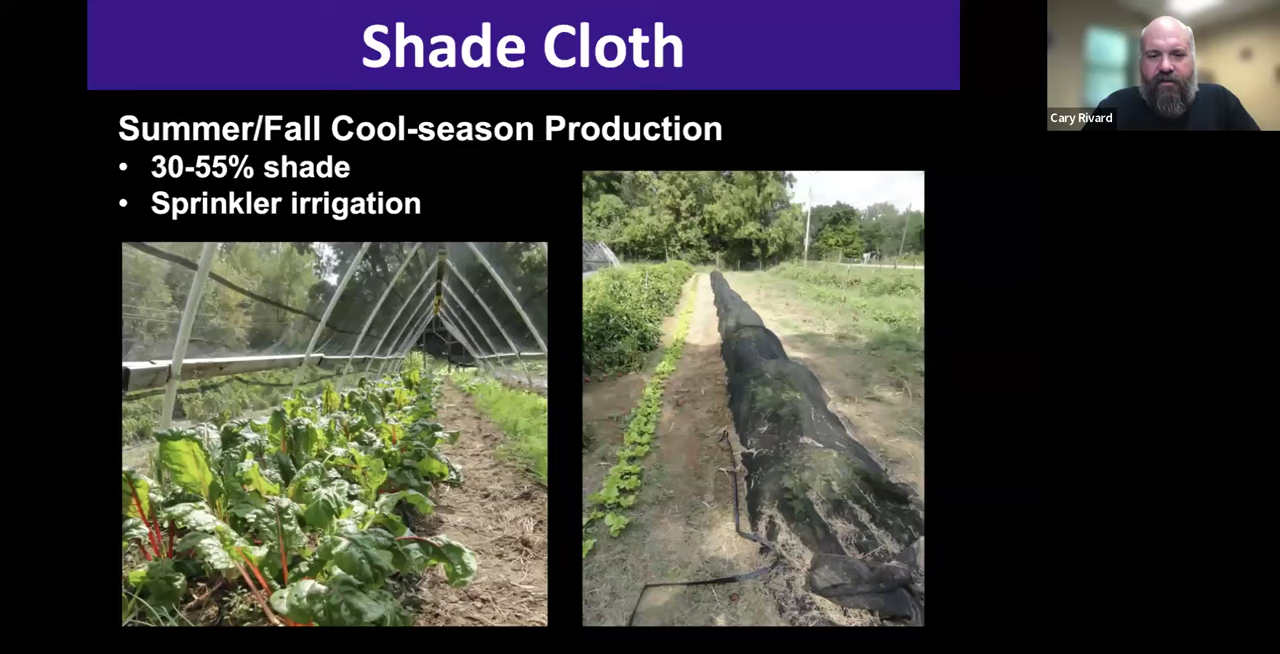 Shade Cloth
Summer/Fall Cool-season Production
• 30-55% shade
• Sprinkler irrigation
Cary Rivard